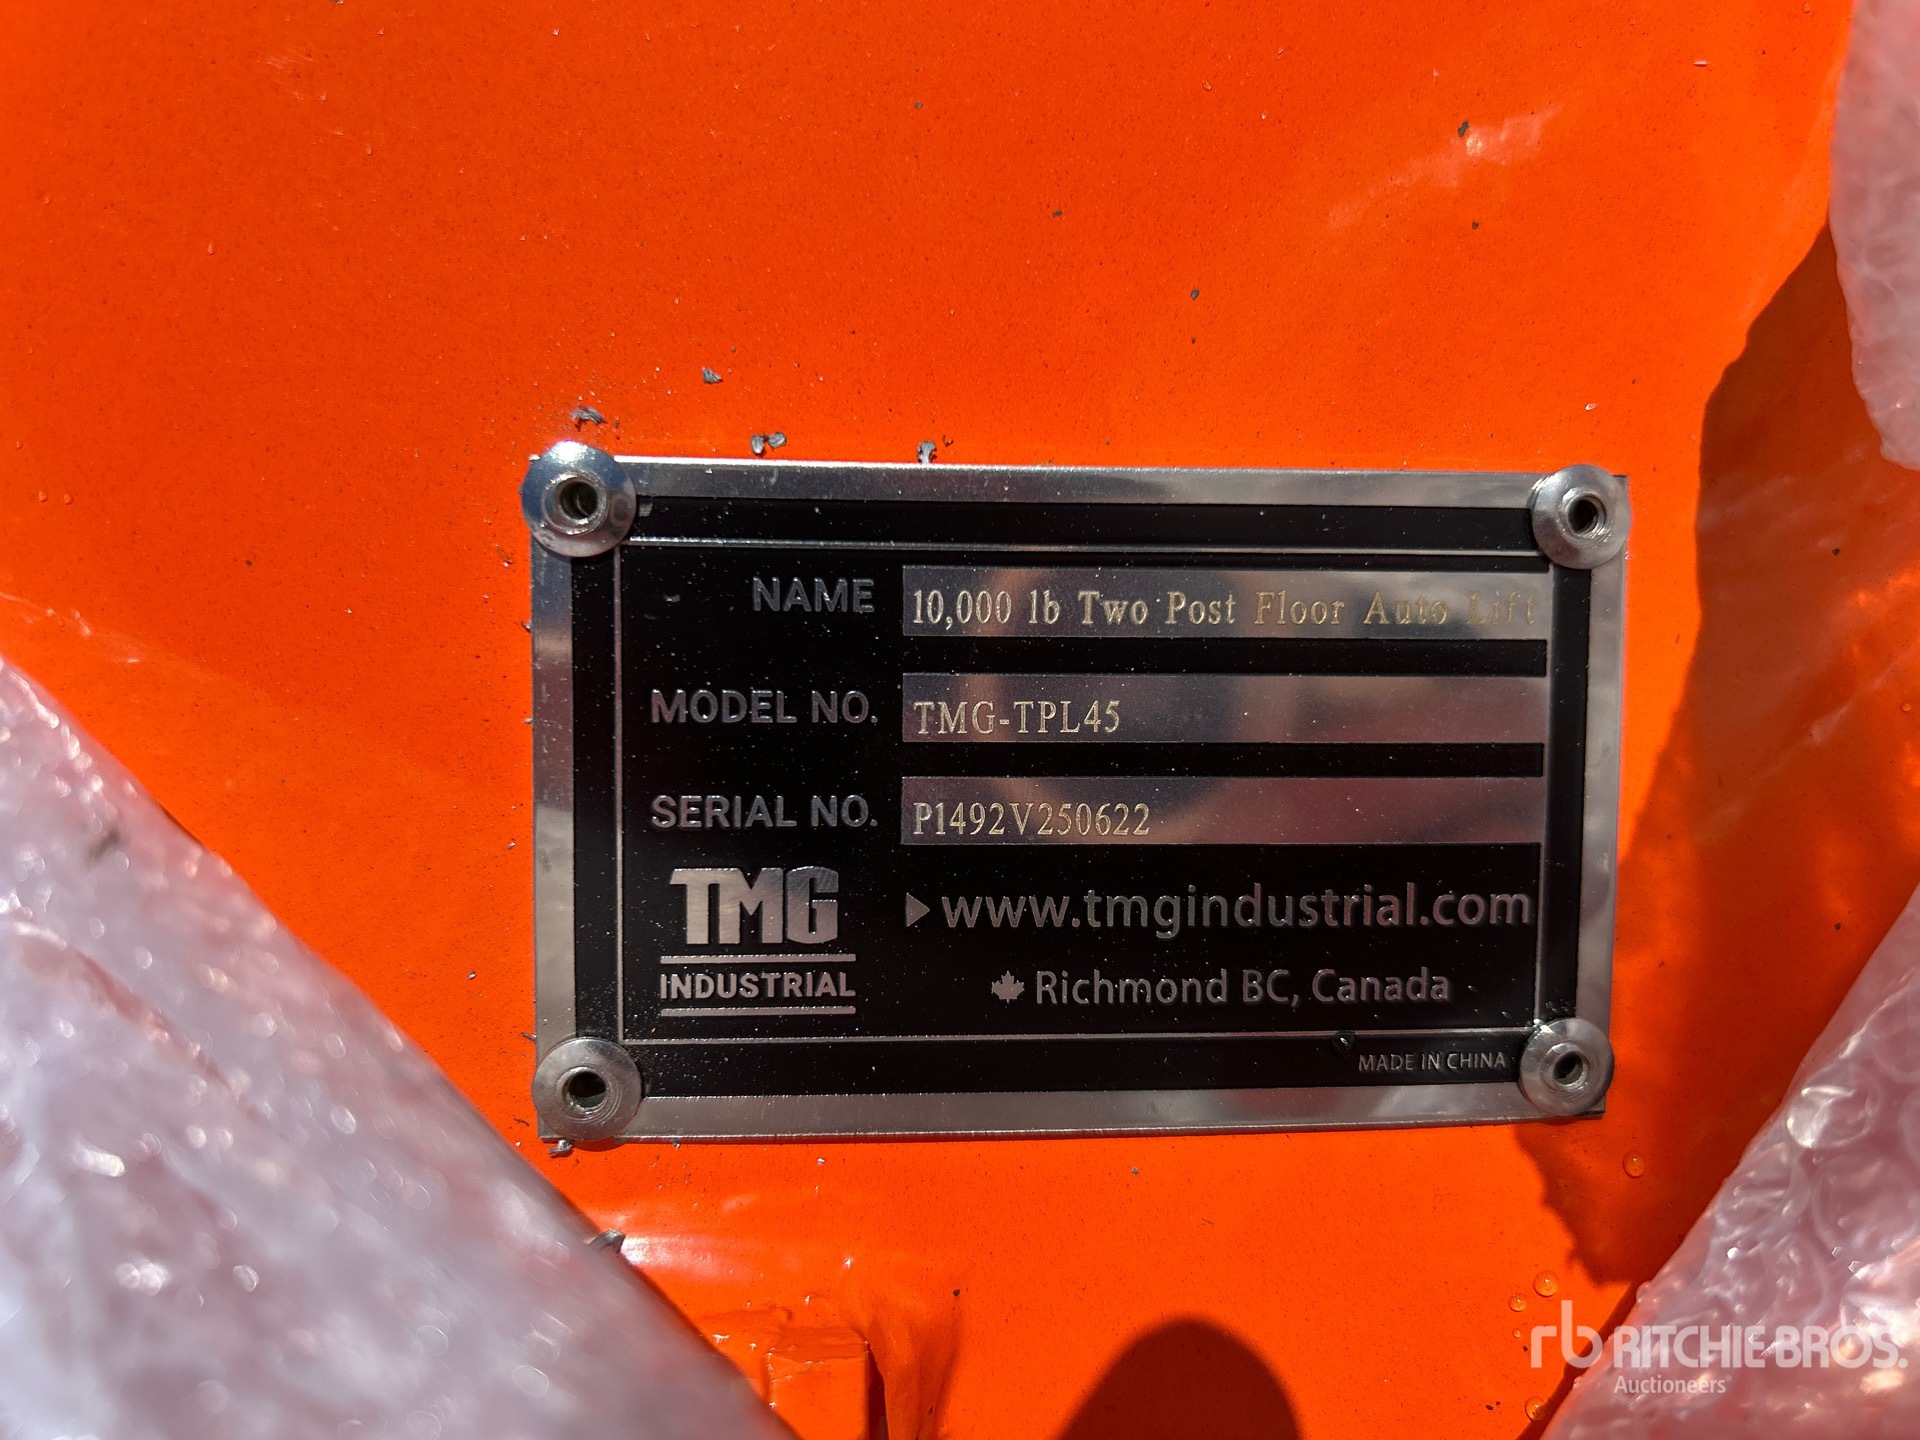 NAME 10,000 lb Two Post Floor Auto Lift
MODEL NO. TMG-TPL45
SERIAL NO. P1492V250622
TMG
INDUSTRIAL
www.tmgindustrial.com
Richmond BC, Canada
MADE IN CHINA
rb RITCHIE BROS.
Auctioneers